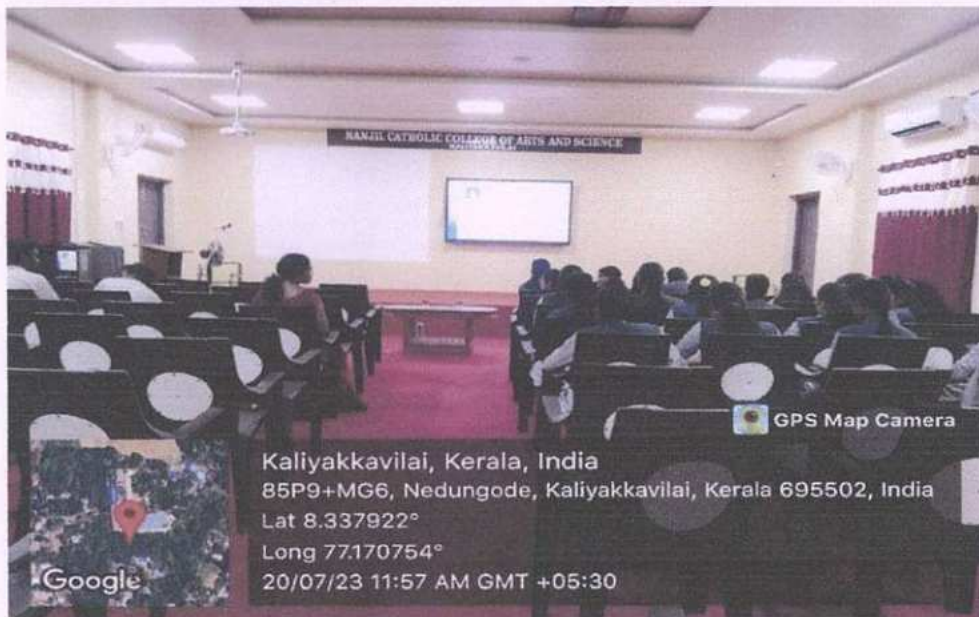 NANJIL CATHOLIC COLLEGE OF ARTS AND SCIENCE
KALIYAKKAVILAI
GPS Map Camera
Kaliyakkavilai, Kerala, India
85P9+MG6, Nedungode, Kaliyakkavilai, Kerala 695502, India
Lat 8.337922°
Long 77.170754°
20/07/23 11:57 AM GMT +05:30
Google